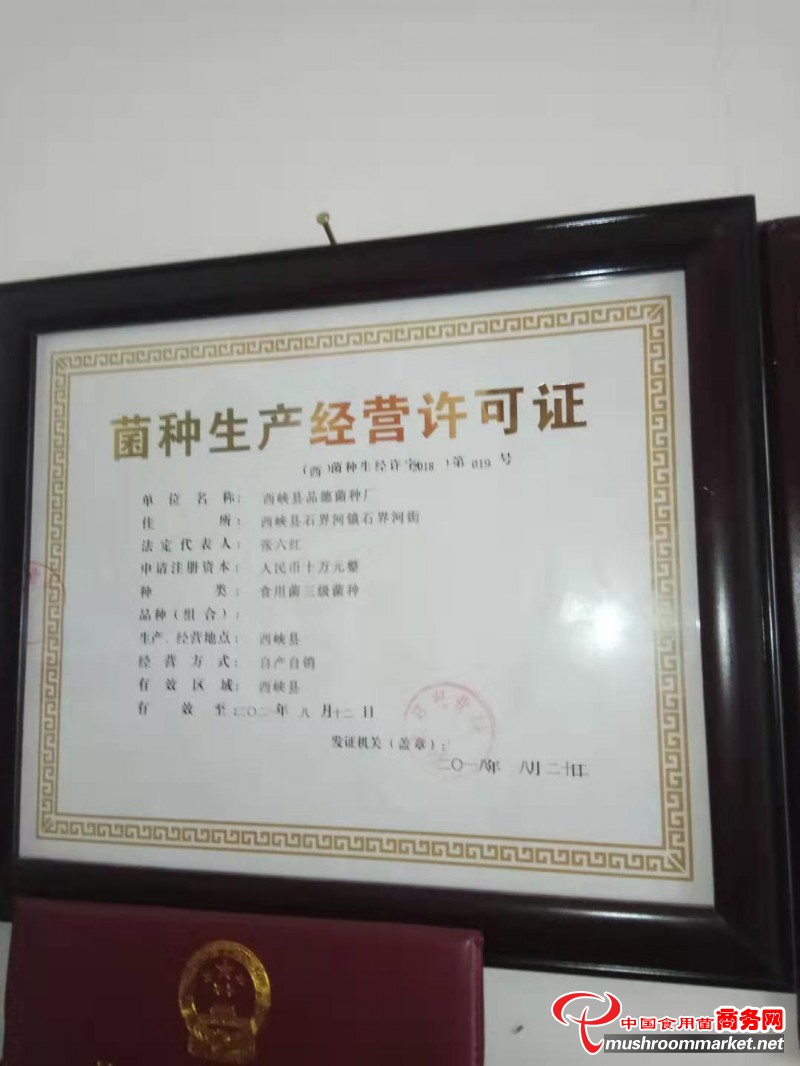 菌种生产经营许可证
(西)菌种生经许字2018)第019号
单位名称: 西峡县品德菌种厂
住所: 西峡县石界河镇石界河街
法定代表人: 张六红
申请注册资本: 人民币十万元整
种类: 食用菌三级菌种
品种(组合):
生产、经营地点: 西峡县
经营方式: 自产自销
有效区域: 西峡县
有效至二〇二一年八月十二日
发证机关(盖章):
二〇一八年 八月二十日
中国食用菌商务网
mushroommarket.net